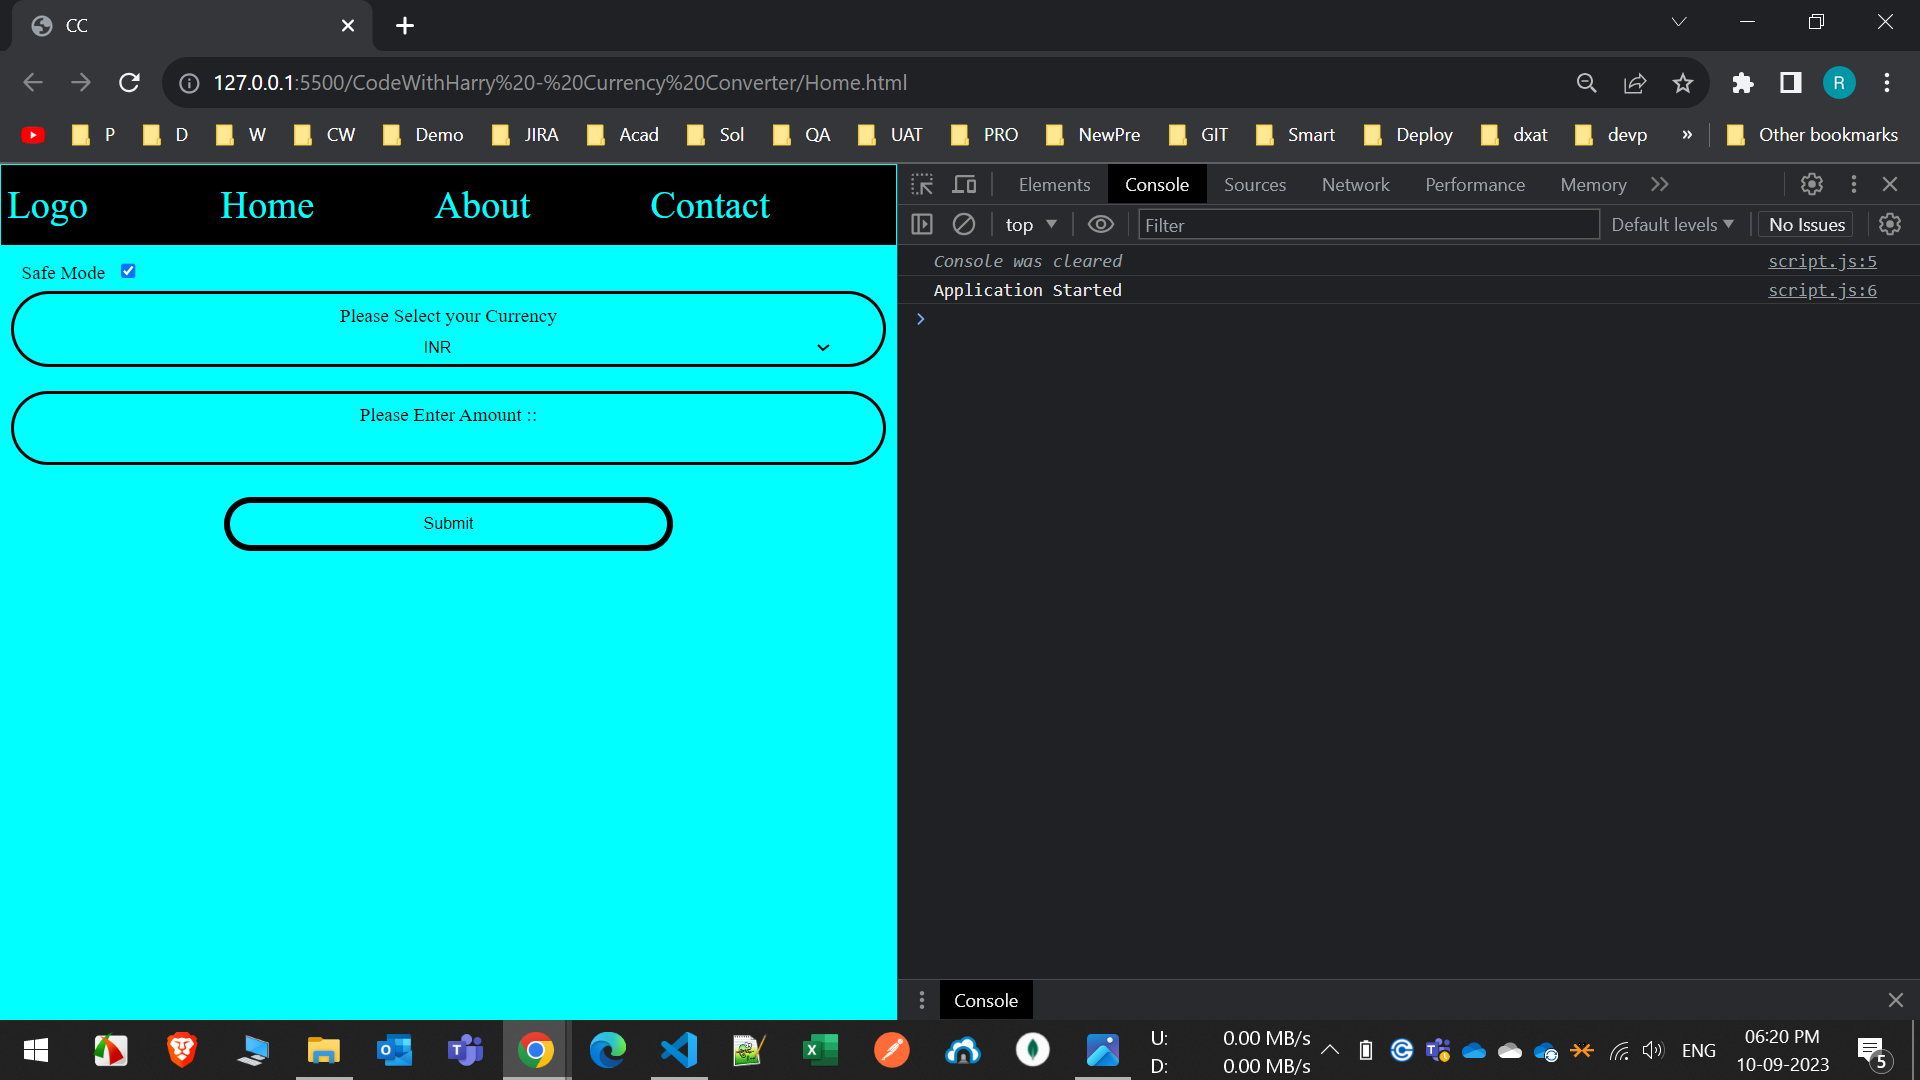 CC
127.0.0.1:5500/CodeWithHarry%20-%20Currency%20Converter/Home.html
R
P D W CW Demo JIRA Acad Sol QA UAT PRO NewPre GIT Smart Deploy dxat devp » Other bookmarks
Logo Home About Contact
Safe Mode
Please Select your Currency
INR
Please Enter Amount ::
Submit
Elements Console Sources Network Performance Memory
top Filter Default levels No Issues
Console was cleared script.js:5
Application Started script.js:6
Console
U: 0.00 MB/s
D: 0.00 MB/s
ENG
06:20 PM
10-09-2023
5